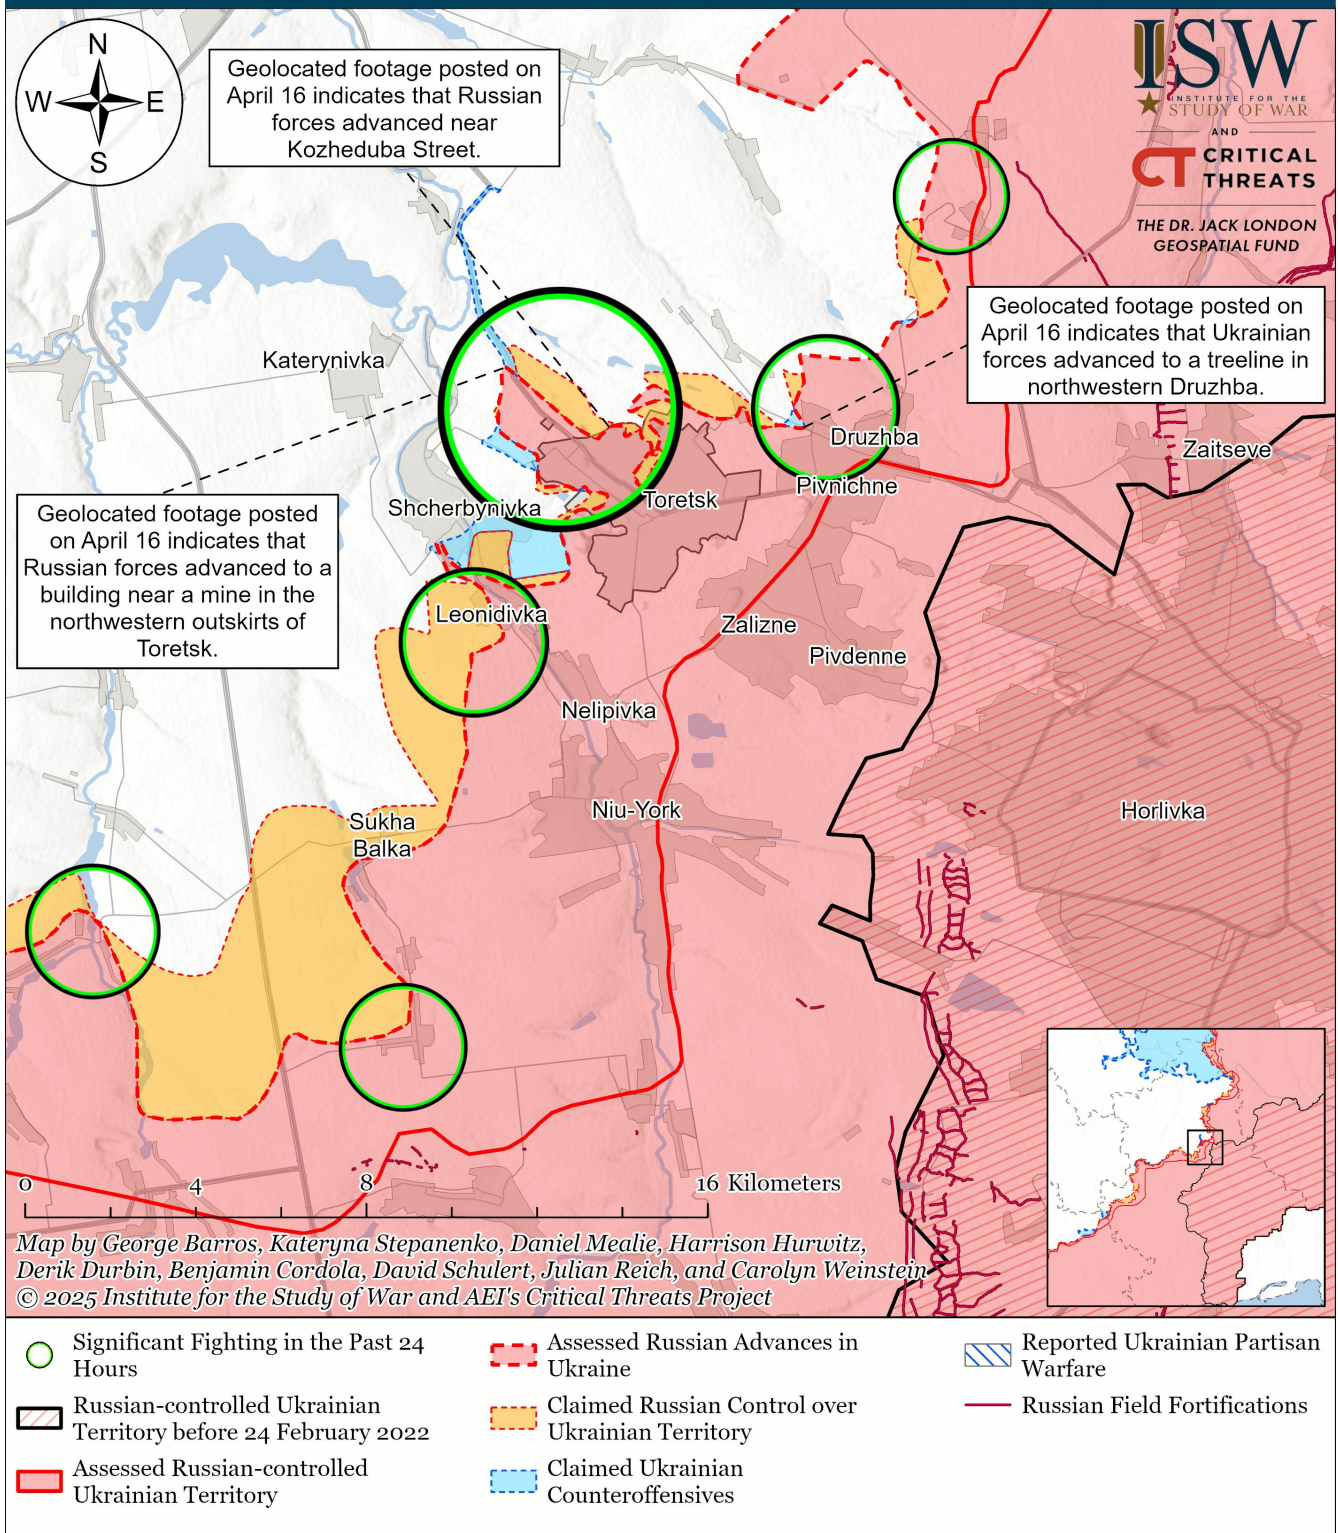 N
W
E
S
Geolocated footage posted on
April 16 indicates that Russian
forces advanced near
Kozheduba Street.
ISW
INSTITUTE FOR THE
STUDY OF WAR
AND
CT CRITICAL
THREATS
THE DR. JACK LONDON
GEOSPATIAL FUND
Geolocated footage posted on
April 16 indicates that Ukrainian
forces advanced to a treeline in
northwestern Druzhba.
Katerynivka
Druzhba
Zaitseve
Pivnichne
Toretsk
Shcherbynivka
Geolocated footage posted
on April 16 indicates that
Russian forces advanced to a
building near a mine in the
northwestern outskirts of
Toretsk.
Leonidivka
Zalizne
Pivdenne
Nelipivka
Niu-York
Horlivka
Sukha
Balka
0 4 8 16 Kilometers
Map by George Barros, Kateryna Stepanenko, Daniel Mealie, Harrison Hurwitz,
Derik Durbin, Benjamin Cordola, David Schulert, Julian Reich, and Carolyn Weinstein
© 2025 Institute for the Study of War and AEI's Critical Threats Project
Significant Fighting in the Past 24
Hours
Russian-controlled Ukrainian
Territory before 24 February 2022
Assessed Russian-controlled
Ukrainian Territory
Assessed Russian Advances in
Ukraine
Claimed Russian Control over
Ukrainian Territory
Claimed Ukrainian
Counteroffensives
Reported Ukrainian Partisan
Warfare
Russian Field Fortifications